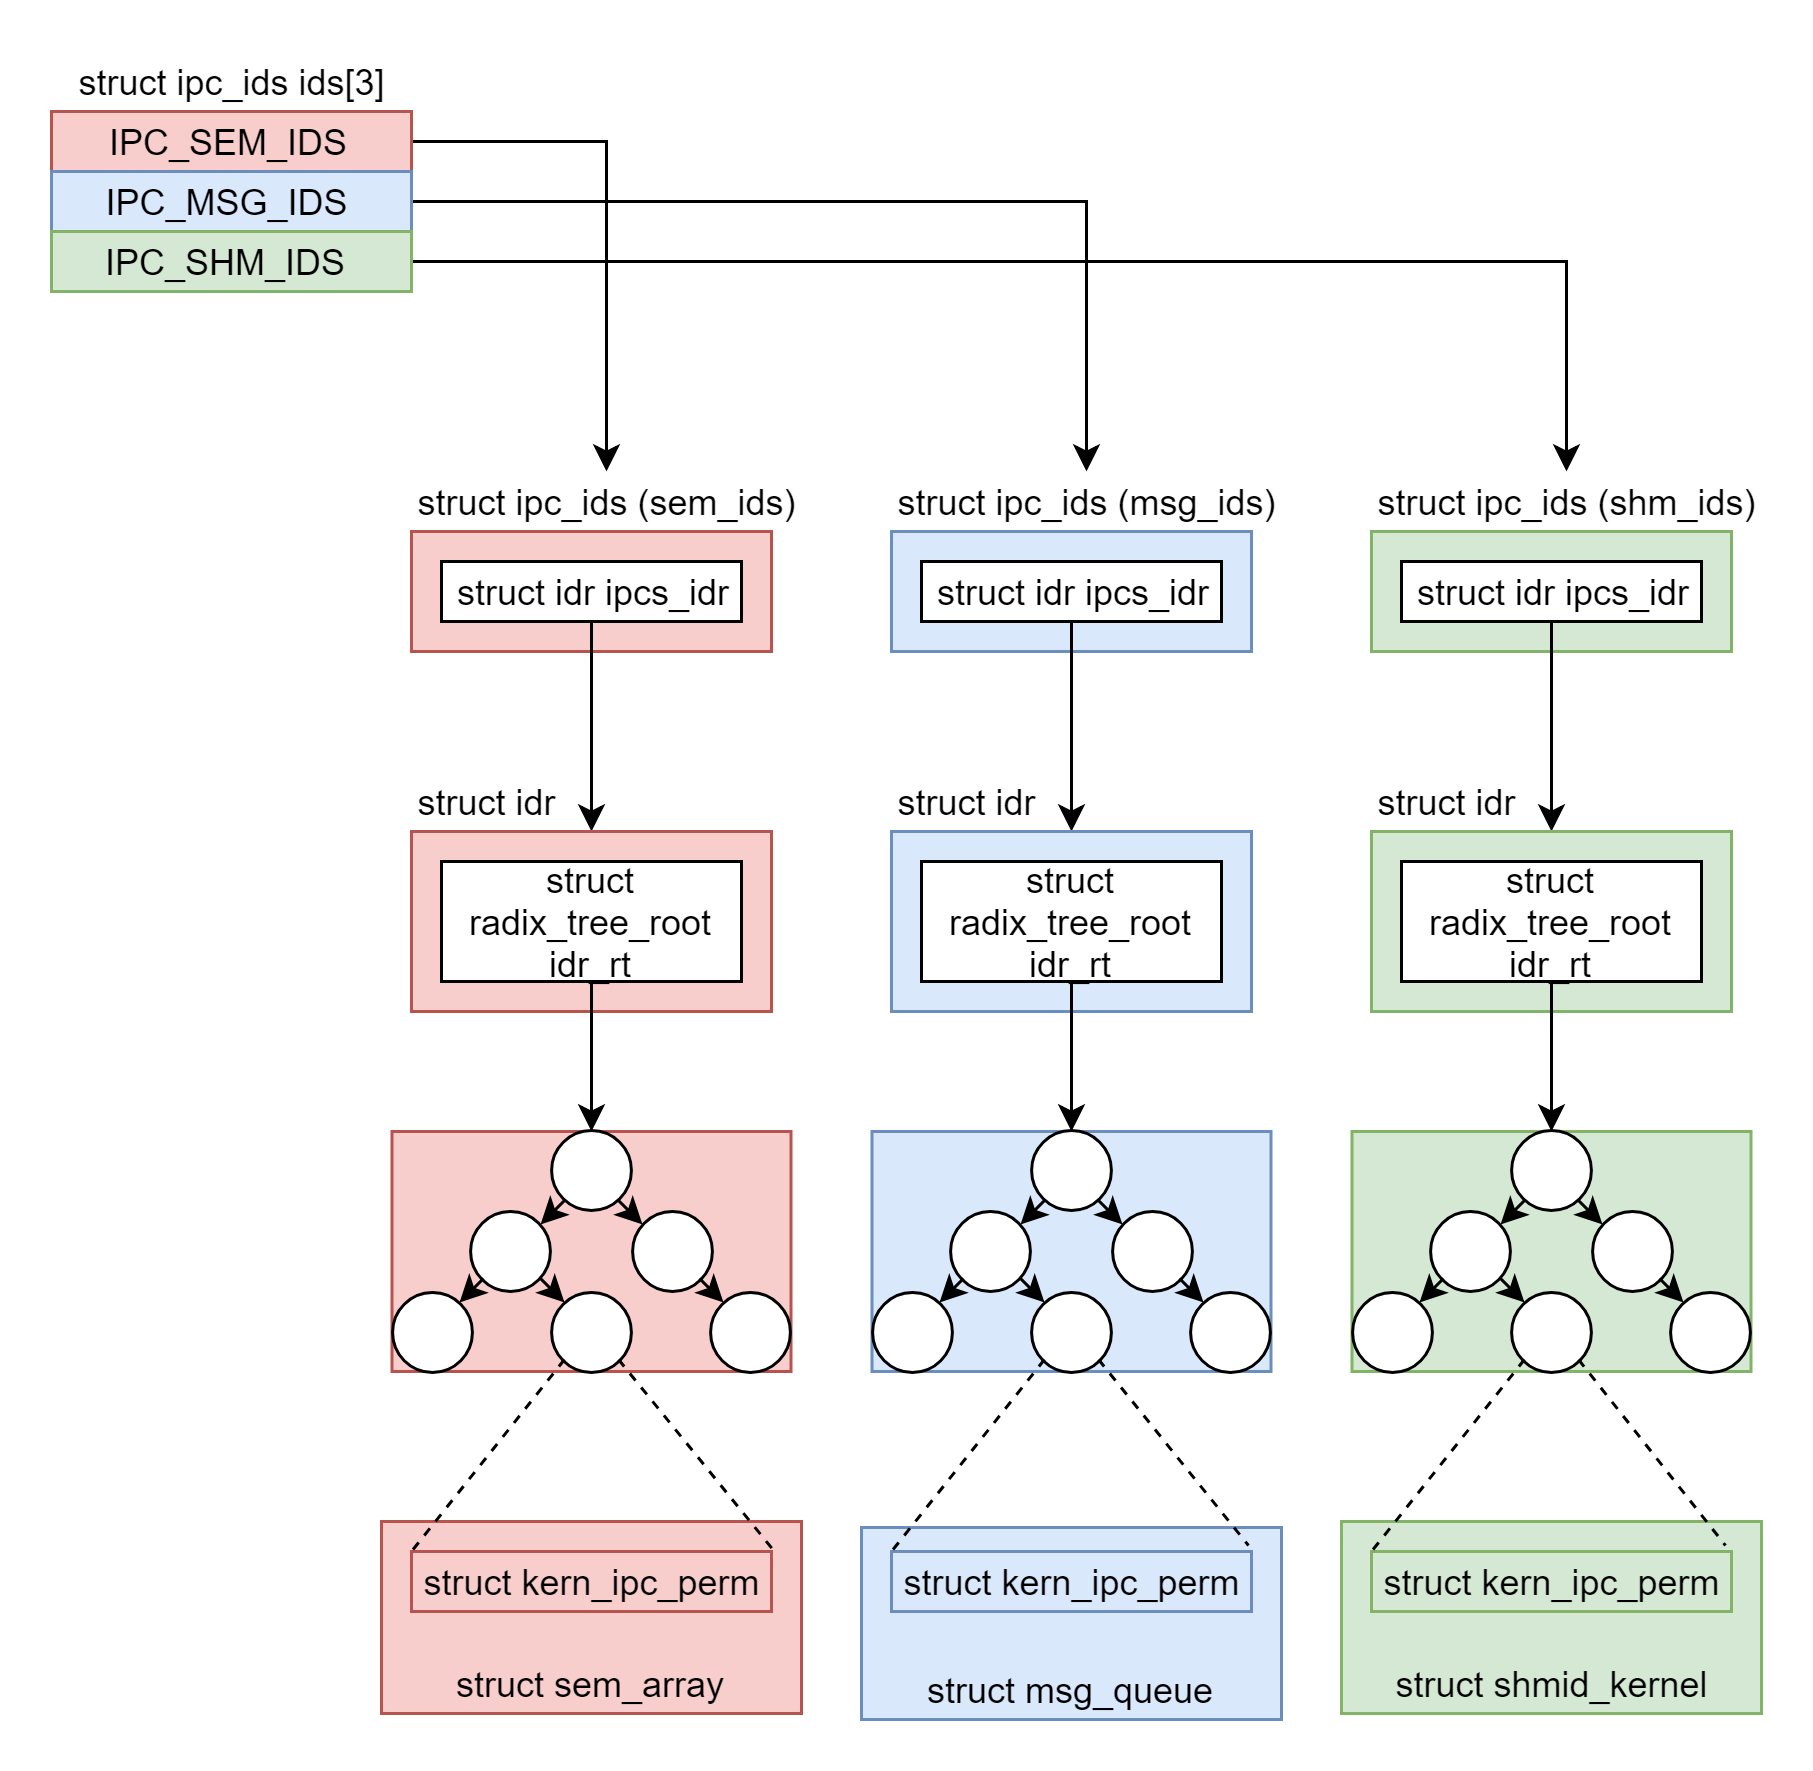 struct ipc_ids ids[3]
IPC_SEM_IDS
IPC_MSG_IDS
IPC_SHM_IDS
struct ipc_ids (sem_ids)
struct ipc_ids (msg_ids)
struct ipc_ids (shm_ids)
struct idr ipcs_idr
struct idr ipcs_idr
struct idr ipcs_idr
struct idr
struct idr
struct idr
struct
radix_tree_root
idr_rt
struct
radix_tree_root
idr_rt
struct
radix_tree_root
idr_rt
struct kern_ipc_perm
struct sem_array
struct kern_ipc_perm
struct msg_queue
struct kern_ipc_perm
struct shmid_kernel